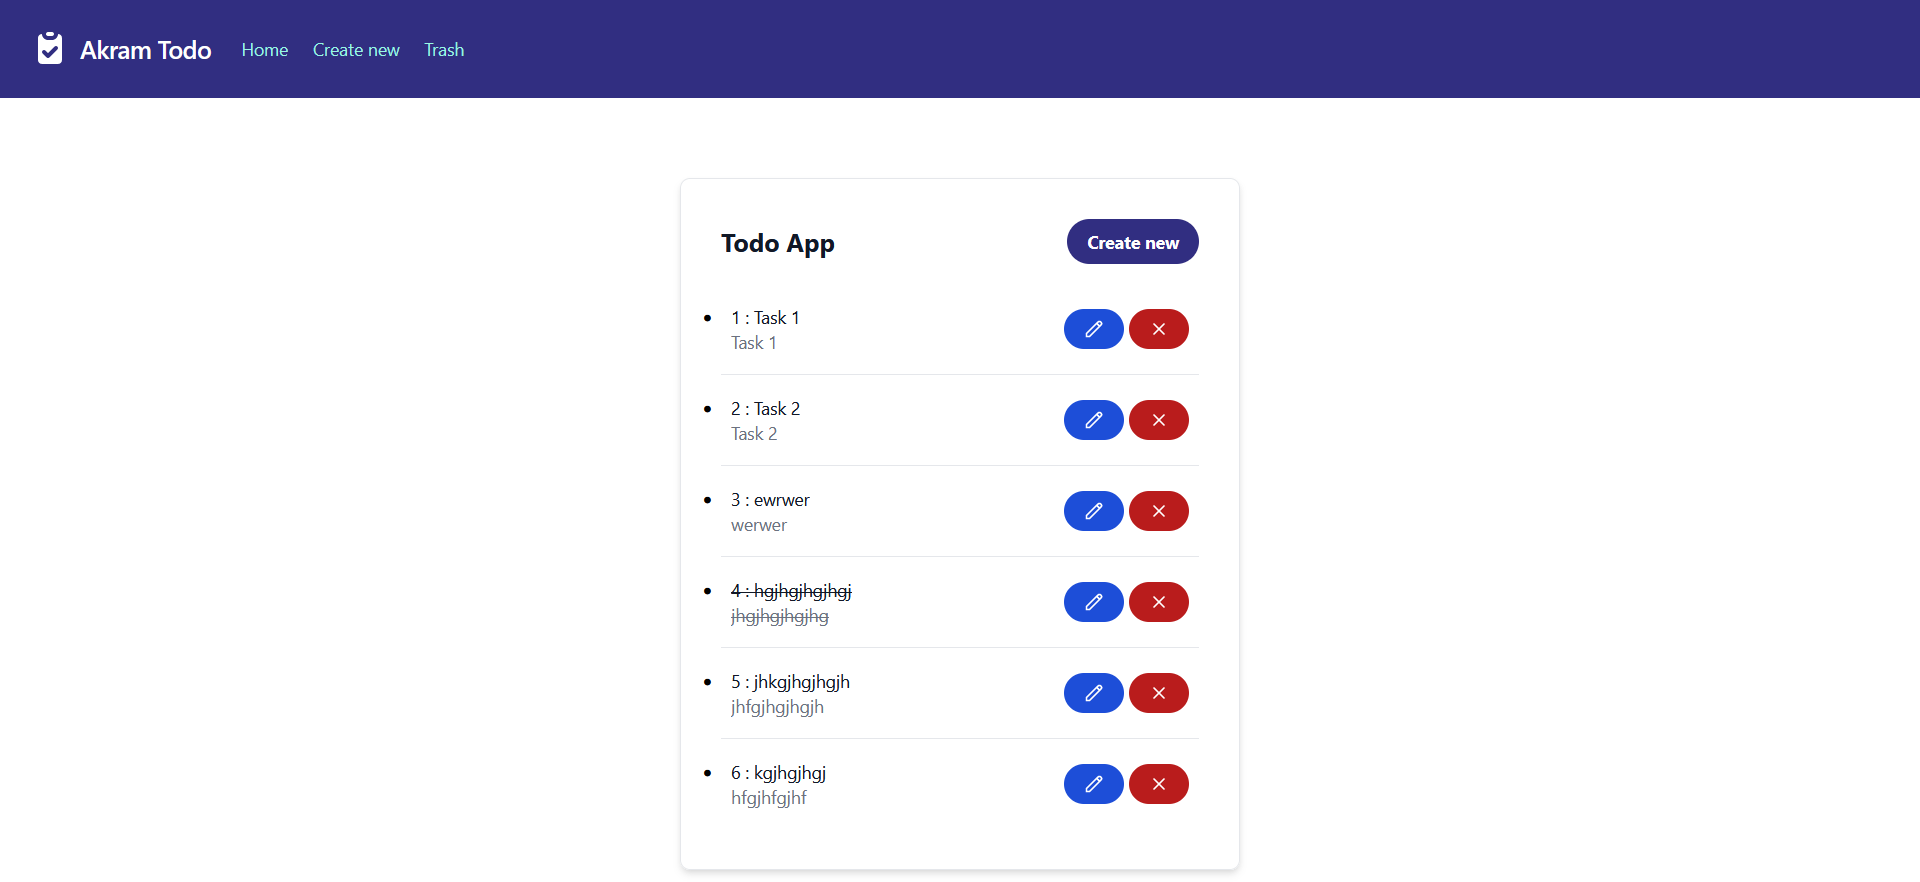 Akram Todo Home Create new Trash
Todo App Create new
1 : Task 1
Task 1
2 : Task 2
Task 2
3 : ewrwer
werwer
4 : hgjhgjhgjhgj
jhgjhgjhgjhg
5 : jhkgjhgjhgjh
jhfgjhgjhgjh
6 : kgjhgjhgj
hfgjhfgjhf